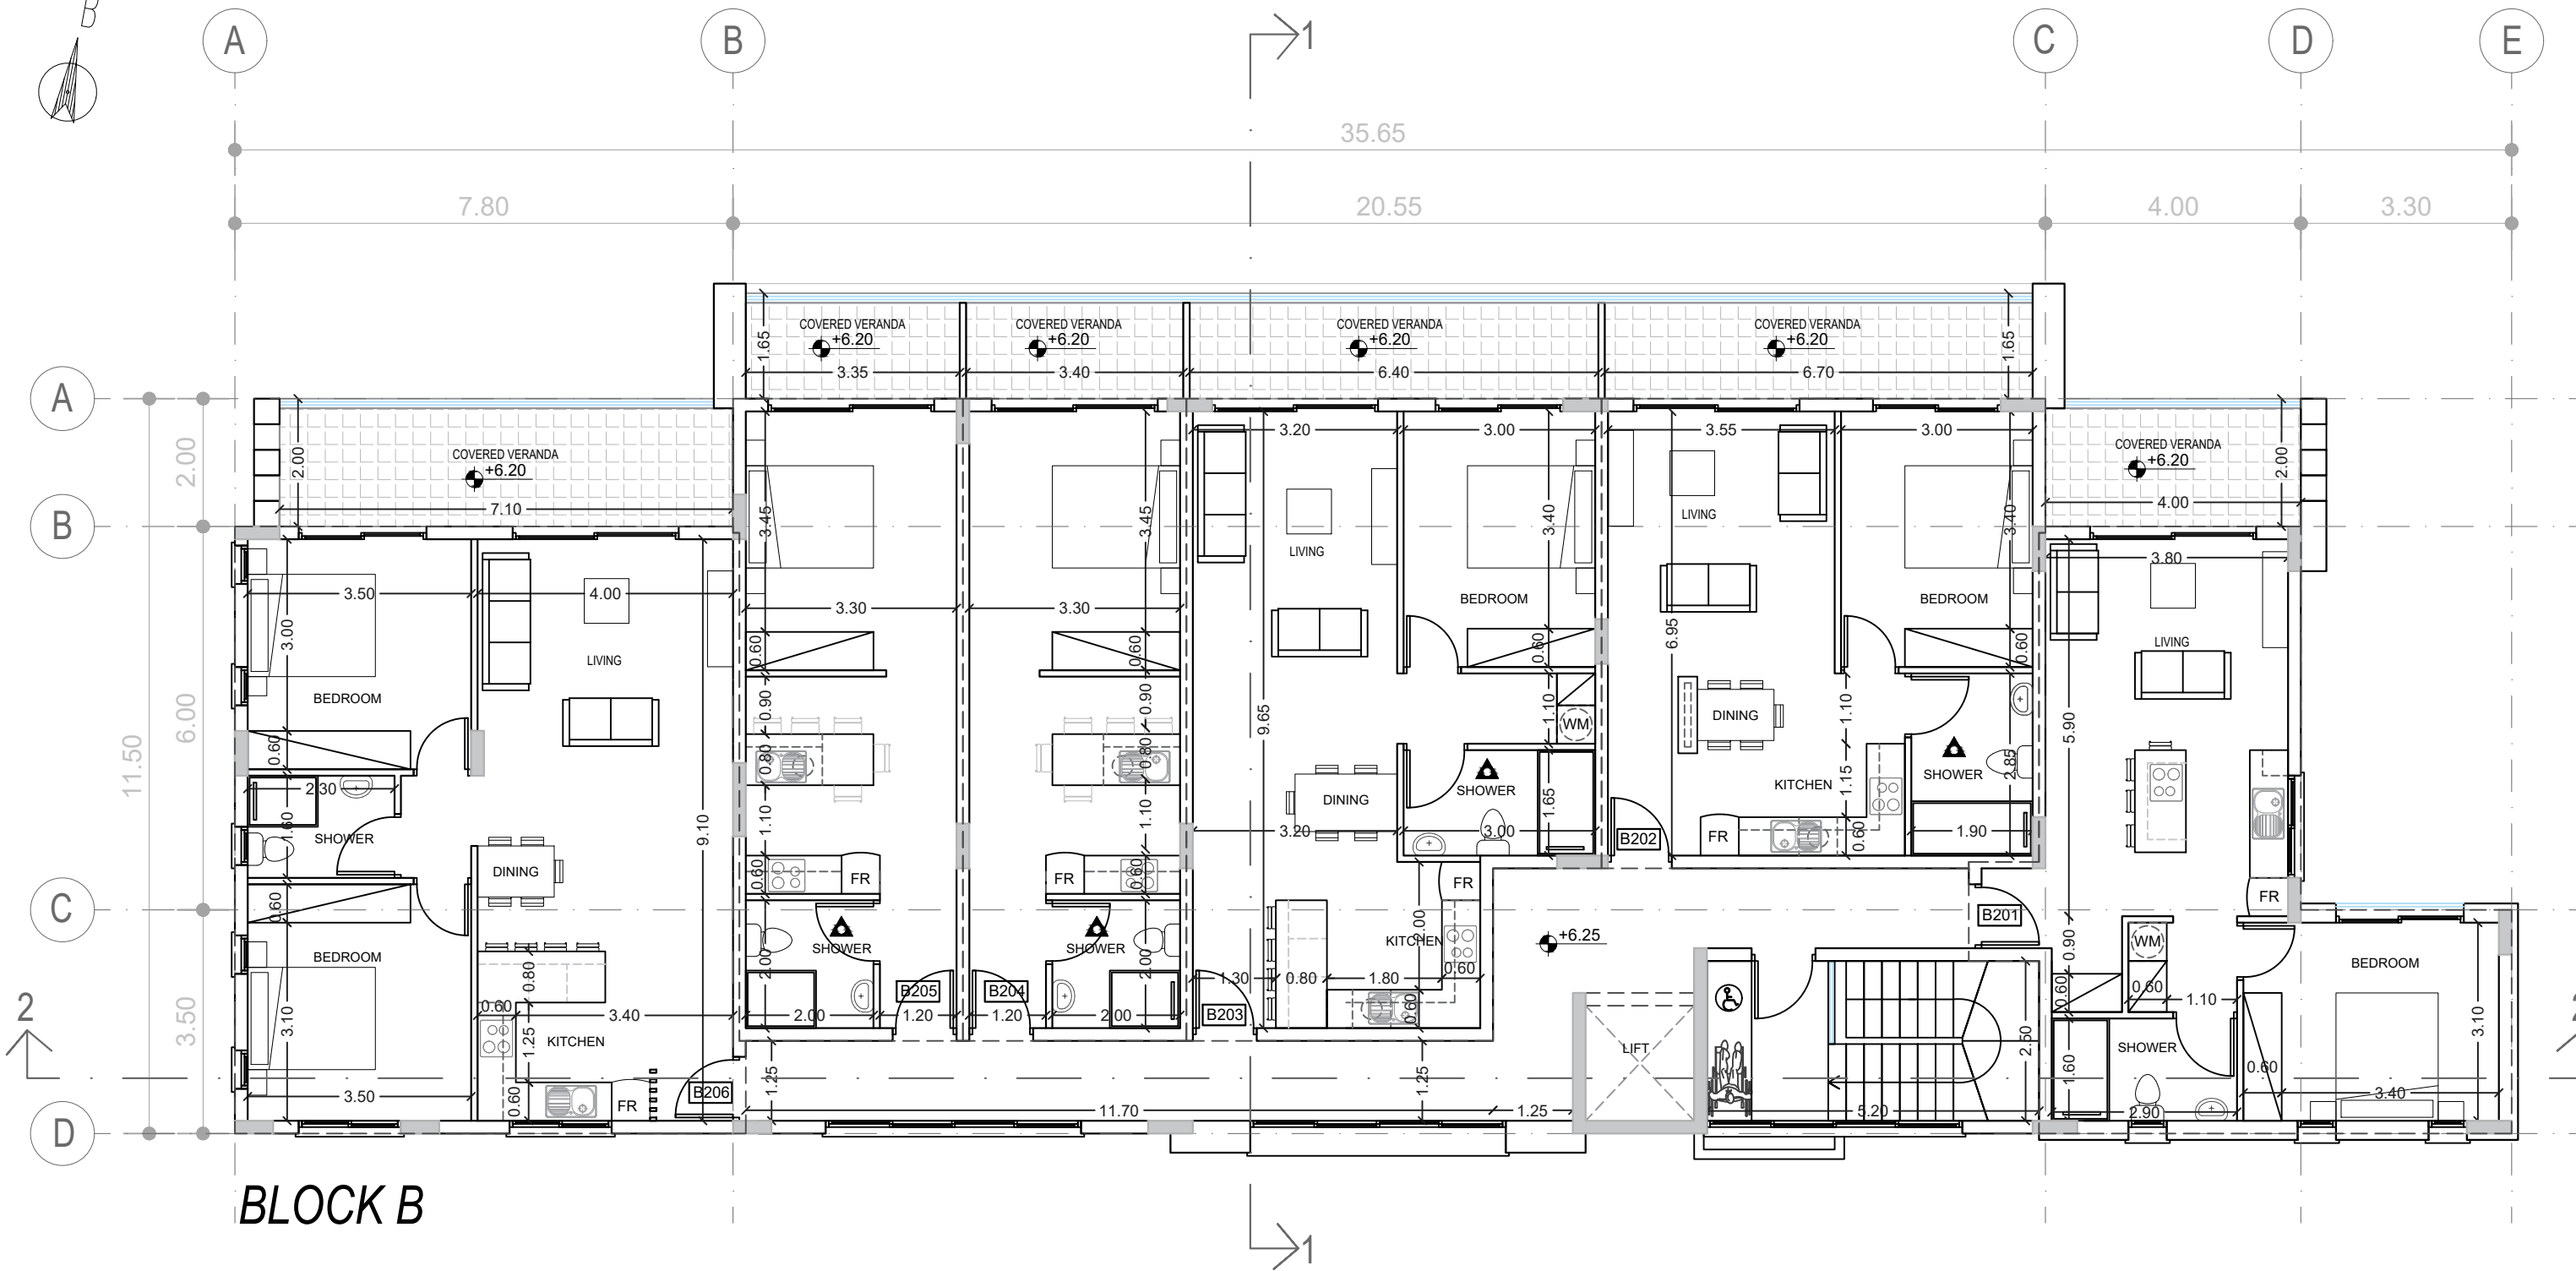 B
A B C D E
1
35.65
7.80 20.55 4.00 3.30
COVERED VERANDA COVERED VERANDA COVERED VERANDA COVERED VERANDA
+6.20 +6.20 +6.20 +6.20
1.65 1.65
3.35 3.40 6.40 6.70
A
3.20 3.00 3.55 3.00
COVERED VERANDA COVERED VERANDA
+6.20 +6.20
2.00 2.00 2.00
7.10 4.00
B
3.45 3.45 3.40 3.40
LIVING LIVING
3.80
3.50 4.00 3.30 3.30 BEDROOM BEDROOM
3.00 0.60 0.60 0.60 6.95 0.60
LIVING LIVING
BEDROOM
6.00 11.50
0.90 0.90 9.65 1.10 WM DINING 1.10 5.90
0.60 0.80 0.80
2.30 SHOWER DINING 1.65 KITCHEN 1.15 SHOWER 2.85
1.60 SHOWER 9.10 1.10 1.10 3.20 3.00 B202 FR 0.60 1.90
DINING 0.60 FR FR 0.60 FR FR
C
0.60 B201
2.00 SHOWER SHOWER 2.00 KITCHEN 2.00 +6.25 0.90 WM
BEDROOM BEDROOM
0.80 B205 B204 1.30 0.80 1.80 0.60 0.60 0.60 1.10
2
3.50 3.10 0.60 3.40 2.00 1.20 1.20 2.00 B203 0.60 3.10
1.25 KITCHEN LIFT 2.50 SHOWER
1.25 1.25 1.60 0.60
3.50 0.60 FR B206 11.70 1.25 5.20 2.90 3.40
D
BLOCK B
1